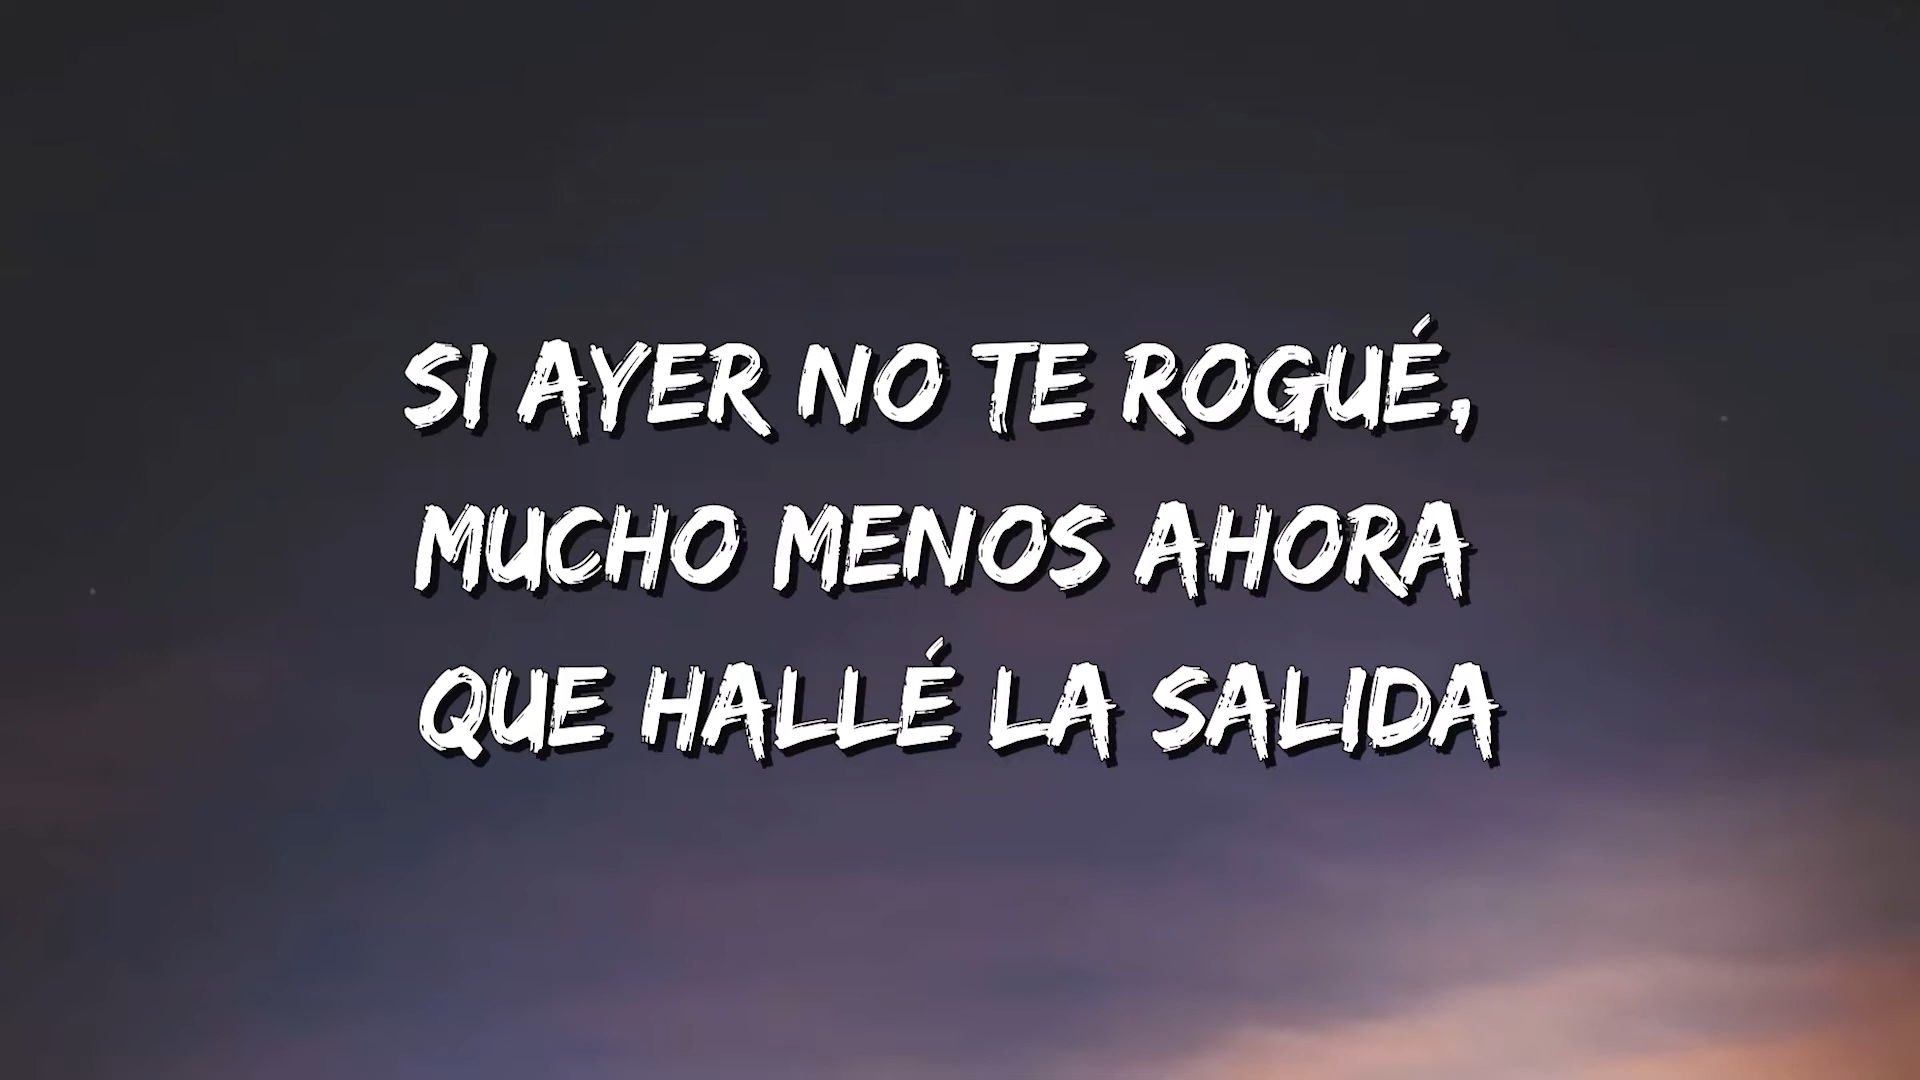 SI AYER NO TE ROGUÉ,
MUCHO MENOS AHORA
QUE HALLÉ LA SALIDA